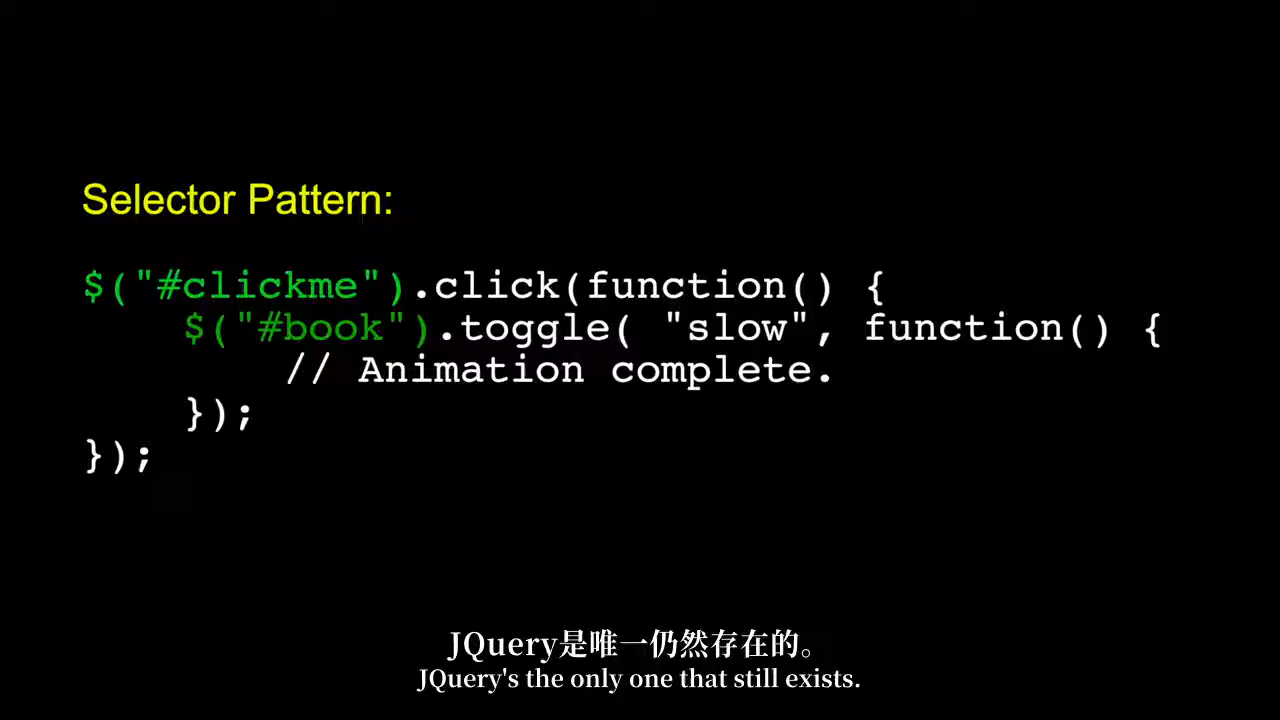 Selector Pattern:
$("#clickme").click(function() {
    $("#book").toggle( "slow", function() {
        // Animation complete.
    });
});
JQuery是唯一仍然存在的。
JQuery's the only one that still exists.